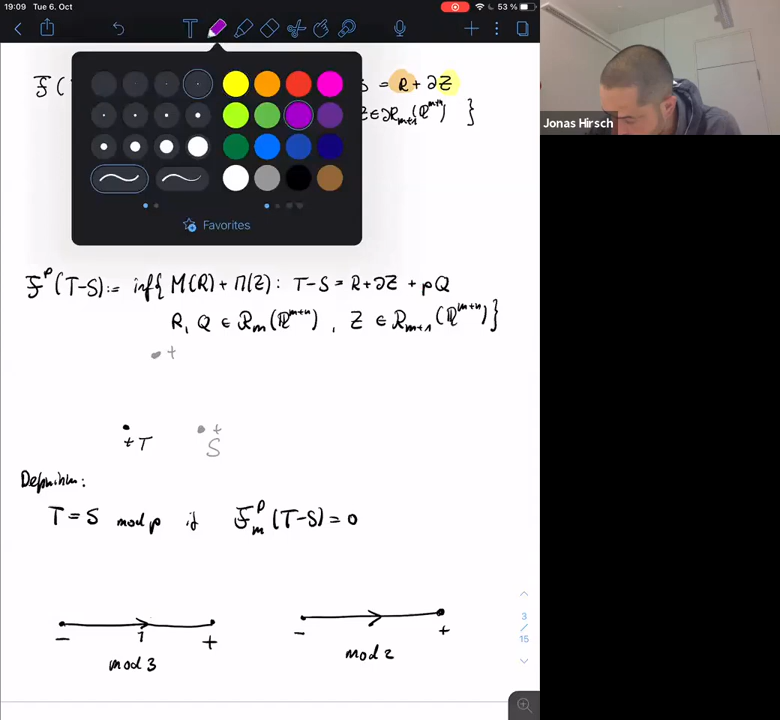 19:09 Tue 6. Oct
53 %
T
= R + ∂Z
Z ∈ R_{m+1}(ℝ^{m+n}) }
Favorites
Jonas Hirsch
F^p(T-S) := inf{ M(R) + M(Z) : T-S = R + ∂Z + pQ
R, Q ∈ R_m(ℝ^{m+n}), Z ∈ R_{m+1}(ℝ^{m+n}) }
+
+ T
+
S
Definition:
T = S mod p if F_m^p(T-S) = 0
- 1 +
mod 3
- +
mod 2
3
/
15